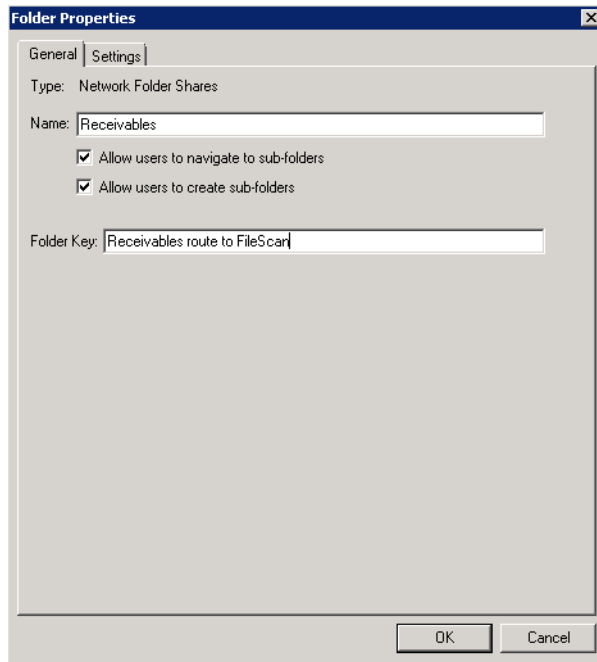 Folder Properties
General Settings
Type: Network Folder Shares
Name: Receivables
Allow users to navigate to sub-folders
Allow users to create sub-folders
Folder Key: Receivables route to FileScan
OK Cancel